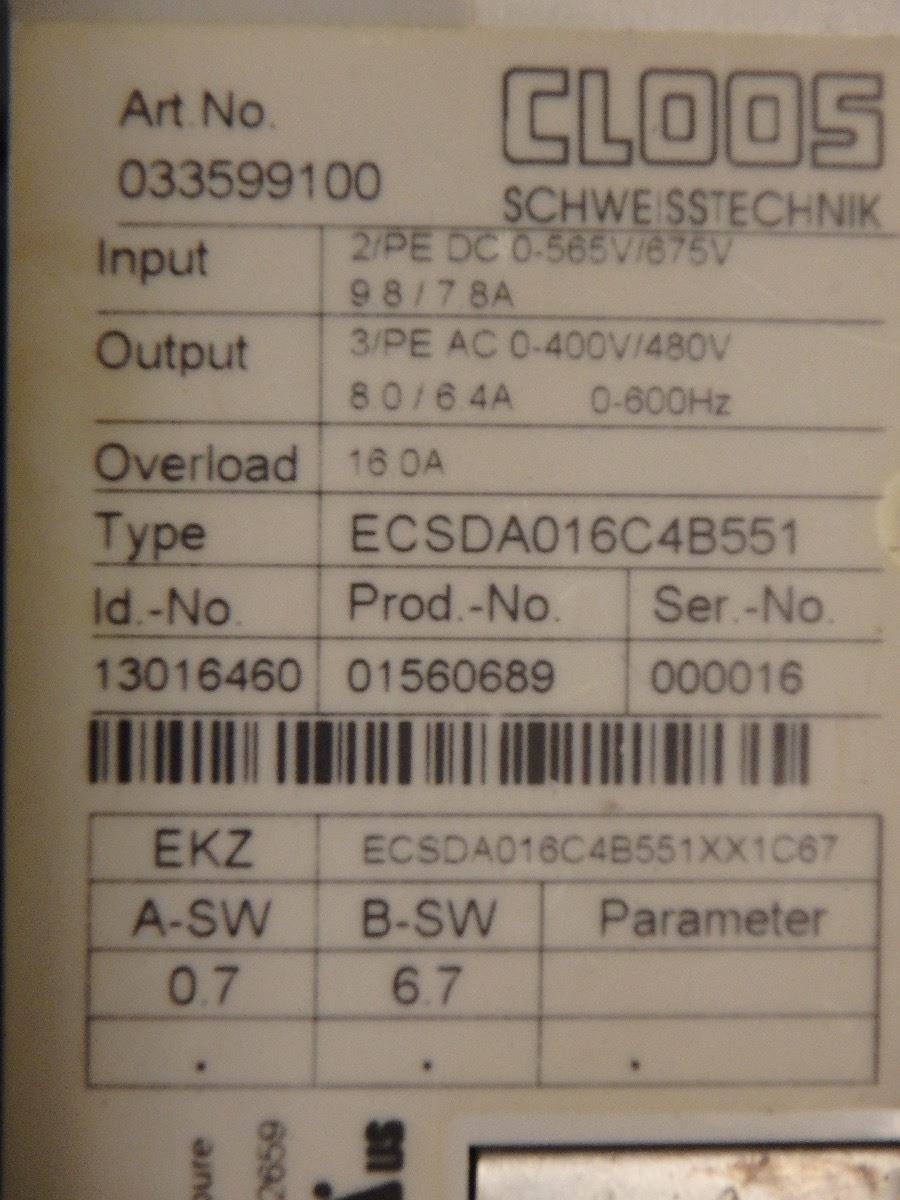 Art.No.
CLOOS
033599100
SCHWEISSTECHNIK
Input
2/PE DC 0-565V/675V
9.8 / 7.8A
Output
3/PE AC 0-400V/480V
8.0 / 6.4A 0-600Hz
Overload 16.0A
Type ECSDA016C4B551
Id.-No. Prod.-No. Ser.-No.
13016460 01560689 000016
EKZ ECSDA016C4B551XX1C67
A-SW B-SW Parameter
0.7 6.7
. . .
US